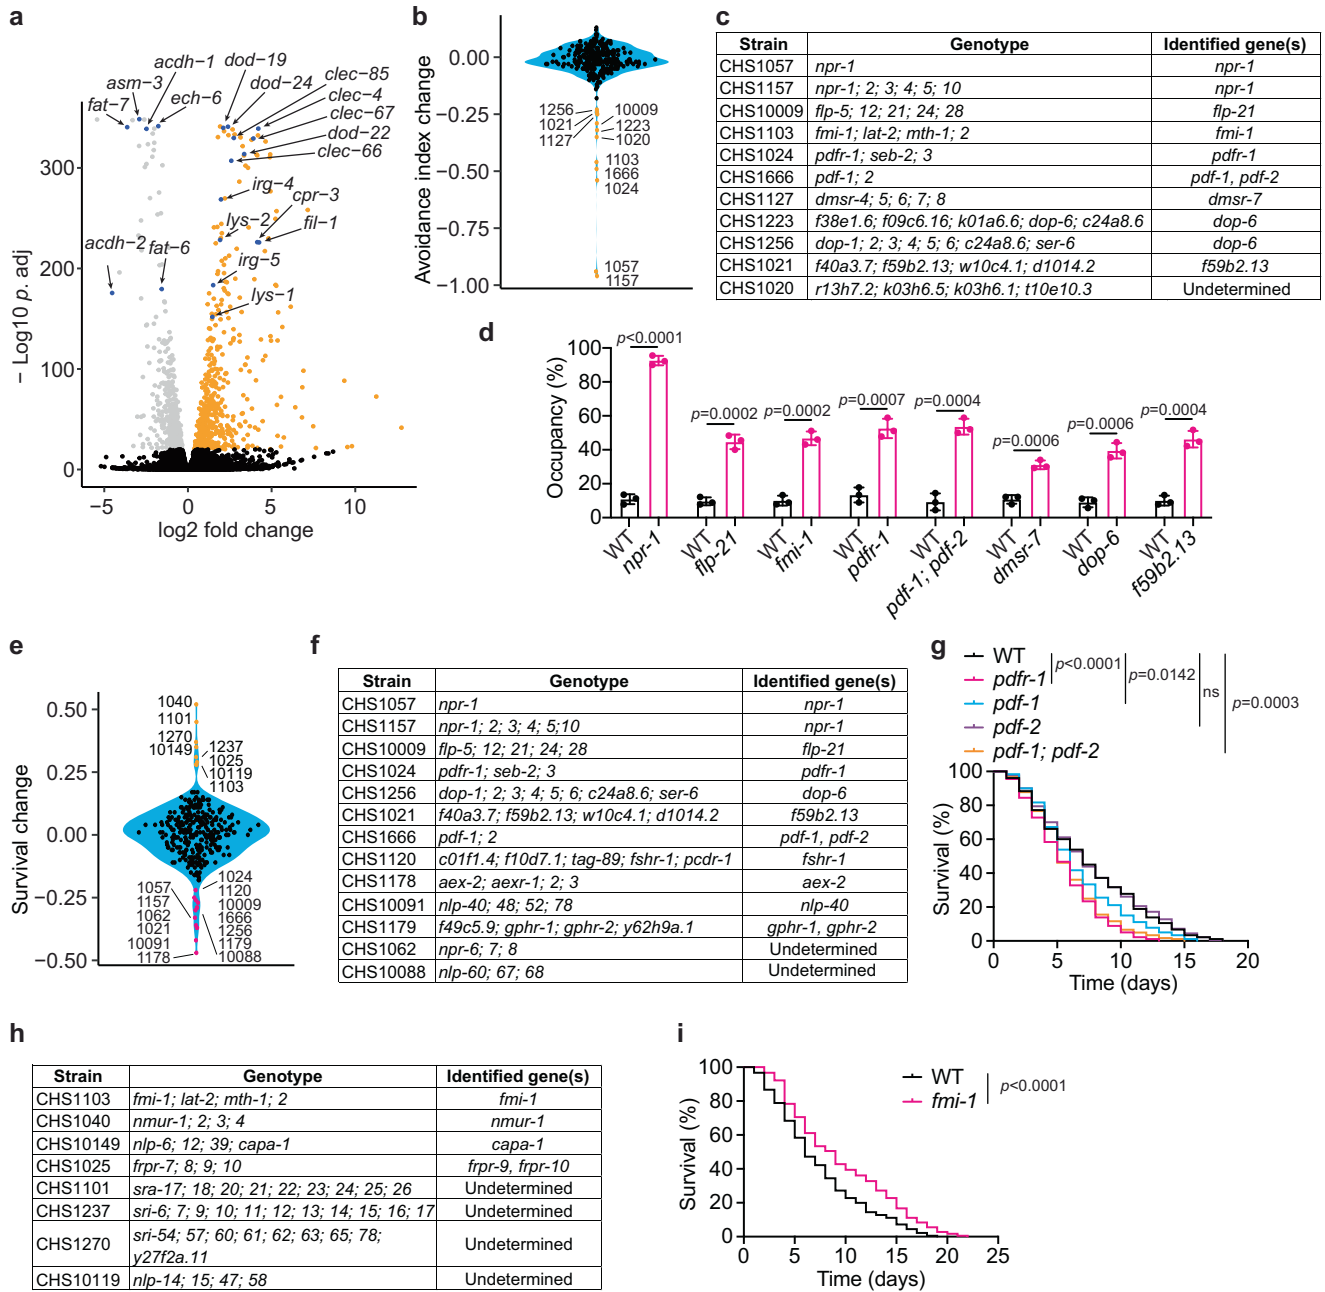 a
fat−7
asm−3
acdh−1
ech−6
dod−19
dod−24
clec−85
clec−4
clec−67
dod−22
clec−66
irg−4
cpr−3
lys−2
fil−1
acdh−2
fat−6
irg−5
lys−1
300
200
100
0
− Log10 p. adj
−5
0
5
10
log2 fold change
b
0.00
−0.25
−0.50
−0.75
−1.00
Avoidance index change
1256
1021
1127
10009
1223
1020
1103
1666
1024
1057
1157
c
Strain Genotype Identified gene(s)
CHS1057 npr-1 npr-1
CHS1157 npr-1; 2; 3; 4; 5; 10 npr-1
CHS10009 flp-5; 12; 21; 24; 28 flp-21
CHS1103 fmi-1; lat-2; mth-1; 2 fmi-1
CHS1024 pdfr-1; seb-2; 3 pdfr-1
CHS1666 pdf-1; 2 pdf-1, pdf-2
CHS1127 dmsr-4; 5; 6; 7; 8 dmsr-7
CHS1223 f38e1.6; f09c6.16; k01a6.6; dop-6; c24a8.6 dop-6
CHS1256 dop-1; 2; 3; 4; 5; 6; c24a8.6; ser-6 dop-6
CHS1021 f40a3.7; f59b2.13; w10c4.1; d1014.2 f59b2.13
CHS1020 r13h7.2; k03h6.5; k03h6.1; t10e10.3 Undetermined
d
100
80
60
40
20
0
Occupancy (%)
p<0.0001
p=0.0002
p=0.0002
p=0.0007
p=0.0004
p=0.0006
p=0.0006
p=0.0004
WT
npr-1
WT
flp-21
WT
fmi-1
WT
pdfr-1
WT
pdf-1; pdf-2
WT
dmsr-7
WT
dop-6
WT
f59b2.13
e
0.50
0.25
0.00
−0.25
−0.50
Survival change
1040
1101
1270
10149
1237
1025
10119
1103
1057
1157
1062
1021
10091
1178
1024
1120
10009
1666
1256
1179
10088
f
Strain Genotype Identified gene(s)
CHS1057 npr-1 npr-1
CHS1157 npr-1; 2; 3; 4; 5;10 npr-1
CHS10009 flp-5; 12; 21; 24; 28 flp-21
CHS1024 pdfr-1; seb-2; 3 pdfr-1
CHS1256 dop-1; 2; 3; 4; 5; 6; c24a8.6; ser-6 dop-6
CHS1021 f40a3.7; f59b2.13; w10c4.1; d1014.2 f59b2.13
CHS1666 pdf-1; 2 pdf-1, pdf-2
CHS1120 c01f1.4; f10d7.1; tag-89; fshr-1; pcdr-1 fshr-1
CHS1178 aex-2; aexr-1; 2; 3 aex-2
CHS10091 nlp-40; 48; 52; 78 nlp-40
CHS1179 f49c5.9; gphr-1; gphr-2; y62h9a.1 gphr-1, gphr-2
CHS1062 npr-6; 7; 8 Undetermined
CHS10088 nlp-60; 67; 68 Undetermined
g
WT
pdfr-1
pdf-1
pdf-2
pdf-1; pdf-2
p<0.0001
p=0.0142
ns
p=0.0003
100
80
60
40
20
0
Survival (%)
0
5
10
15
20
Time (days)
h
Strain Genotype Identified gene(s)
CHS1103 fmi-1; lat-2; mth-1; 2 fmi-1
CHS1040 nmur-1; 2; 3; 4 nmur-1
CHS10149 nlp-6; 12; 39; capa-1 capa-1
CHS1025 frpr-7; 8; 9; 10 frpr-9, frpr-10
CHS1101 sra-17; 18; 20; 21; 22; 23; 24; 25; 26 Undetermined
CHS1237 sri-6; 7; 9; 10; 11; 12; 13; 14; 15; 16; 17 Undetermined
CHS1270 sri-54; 57; 60; 61; 62; 63; 65; 78; Undetermined
y27f2a.11
CHS10119 nlp-14; 15; 47; 58 Undetermined
i
WT
fmi-1
p<0.0001
100
80
60
40
20
0
Survival (%)
0
5
10
15
20
25
Time (days)